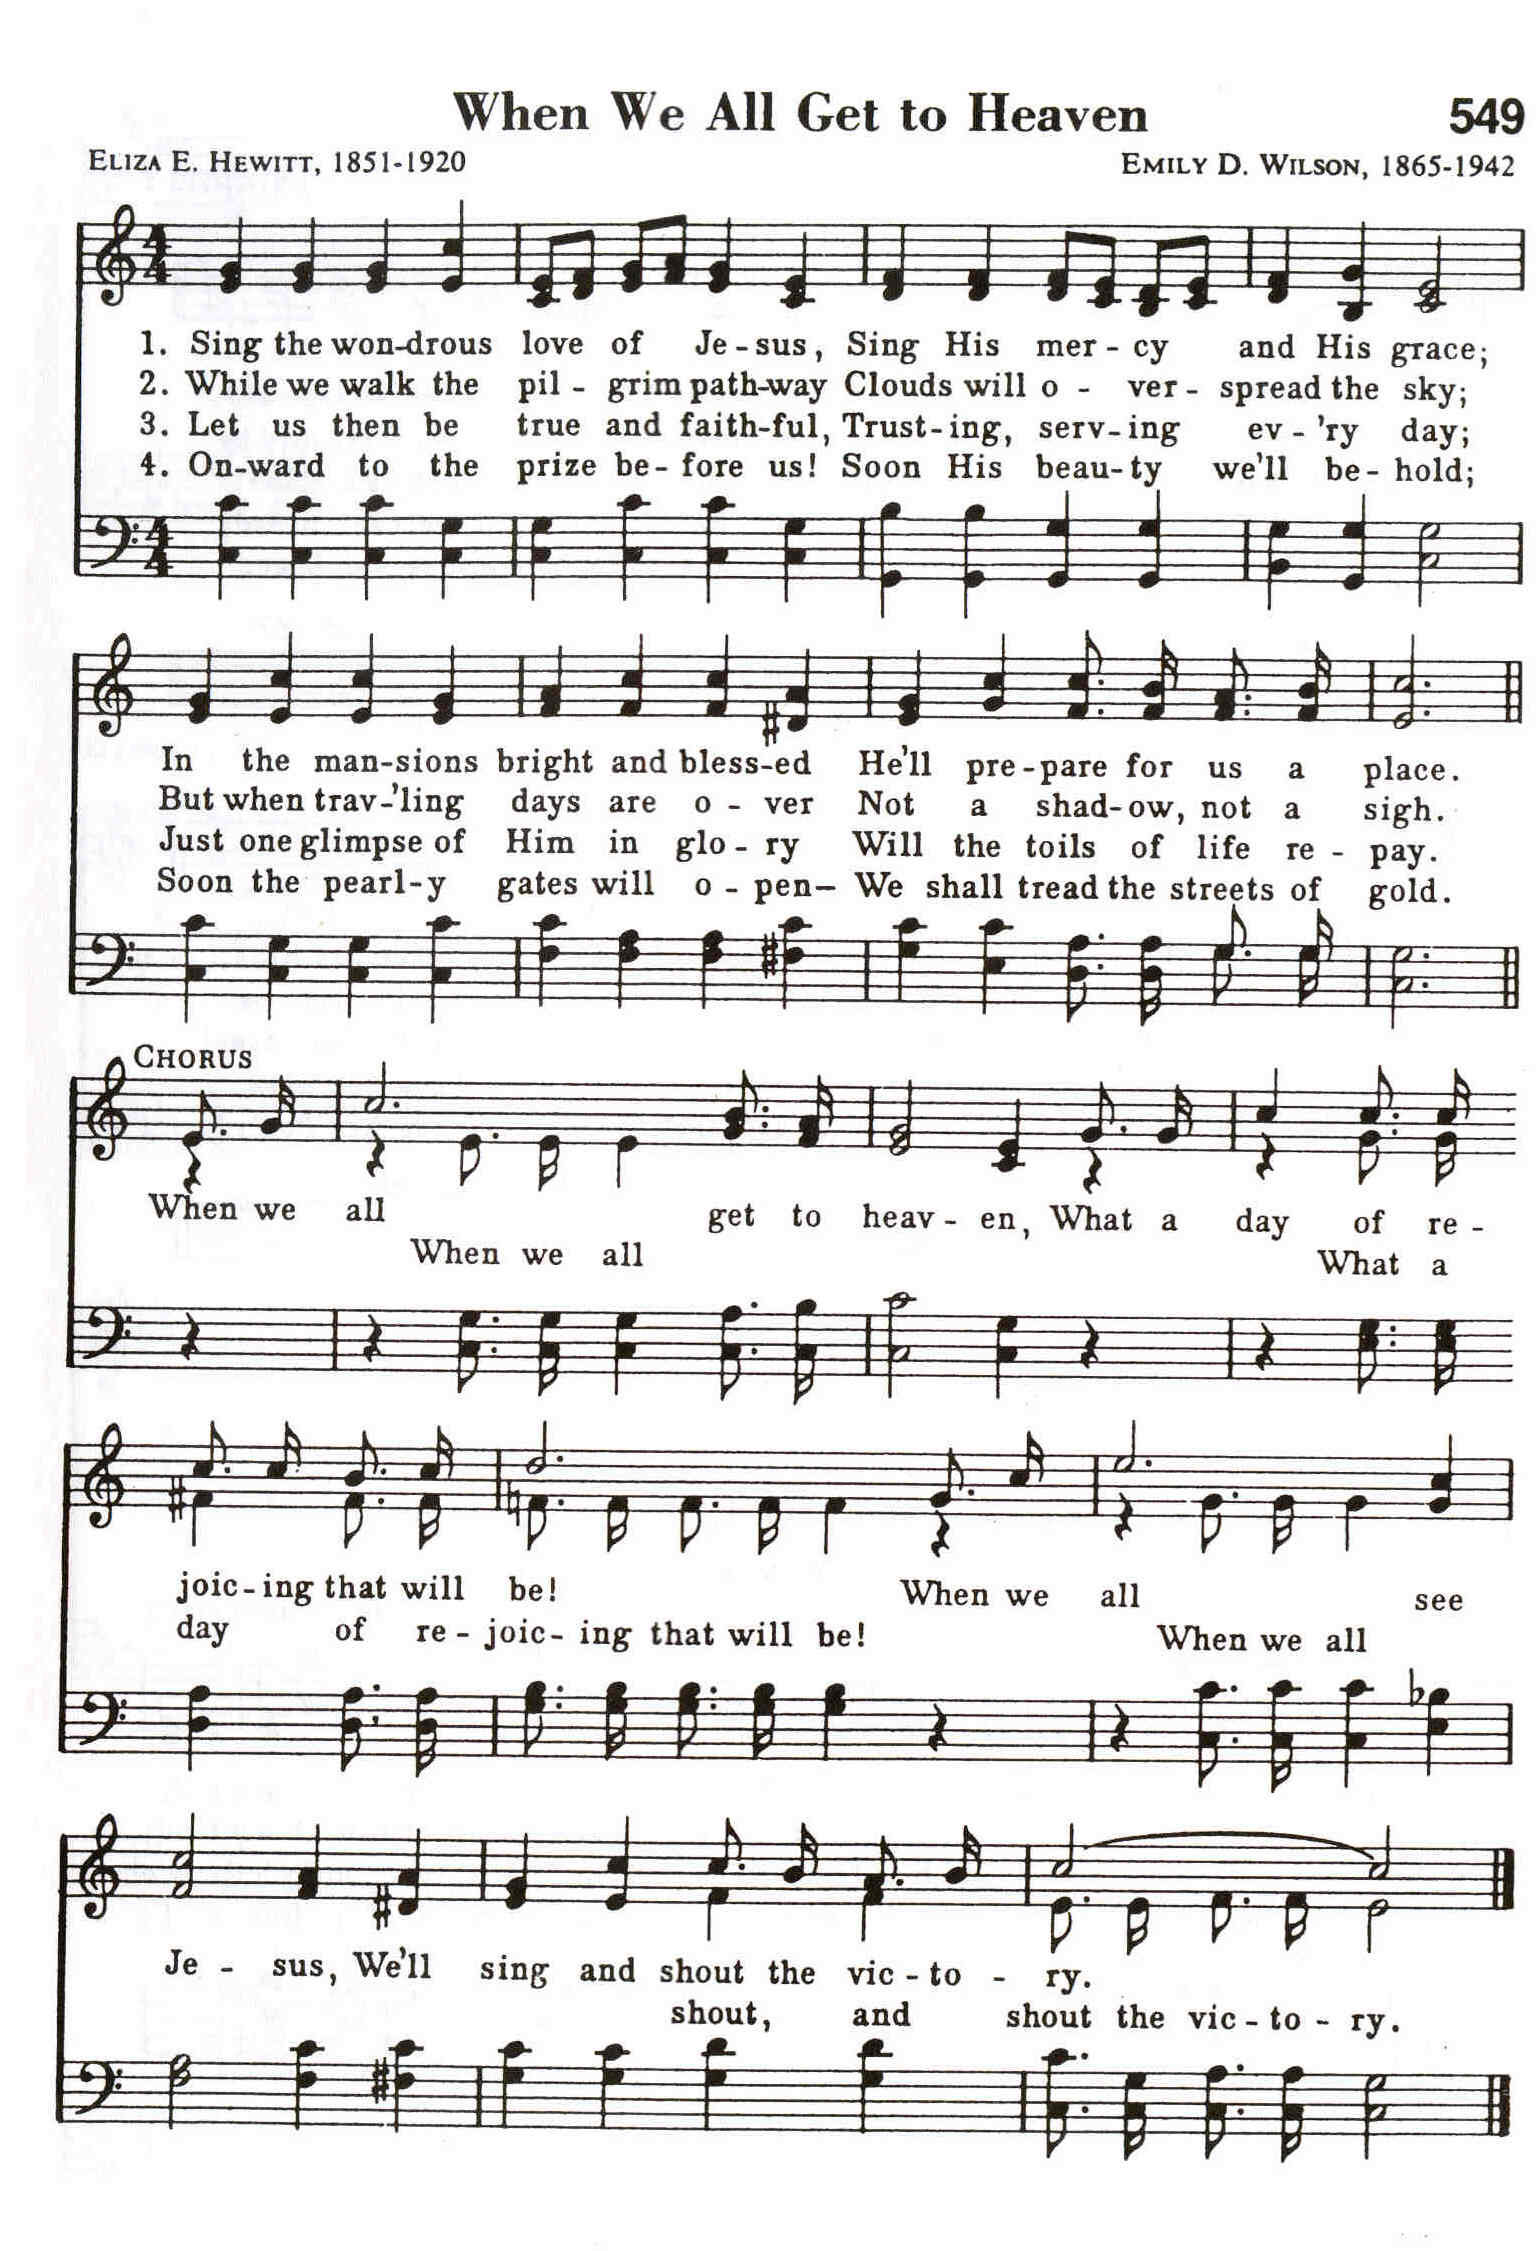 When We All Get to Heaven 549
ELIZA E. HEWITT, 1851-1920 EMILY D. WILSON, 1865-1942
1. Sing the won-drous love of Je-sus, Sing His mer-cy and His grace;
2. While we walk the pil-grim path-way Clouds will o-ver-spread the sky;
3. Let us then be true and faith-ful, Trust-ing, serv-ing ev-'ry day;
4. On-ward to the prize be-fore us! Soon His beau-ty we'll be-hold;
In the man-sions bright and bless-ed He'll pre-pare for us a place.
But when trav-'ling days are o-ver Not a shad-ow, not a sigh.
Just one glimpse of Him in glo-ry Will the toils of life re-pay.
Soon the pearl-y gates will o-pen— We shall tread the streets of gold.
CHORUS
When we all get to heav-en, What a day of re-
When we all What a
joic-ing that will be! When we all see
day of re-joic-ing that will be! When we all
Je-sus, We'll sing and shout the vic-to-ry.
shout, and shout the vic-to-ry.